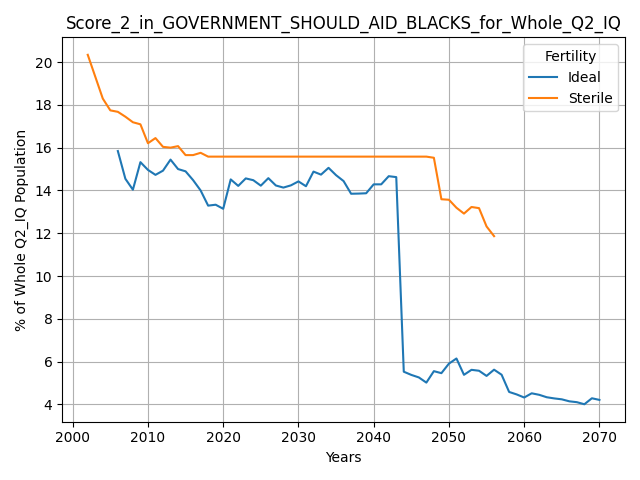 Score_2_in_GOVERNMENT_SHOULD_AID_BLACKS_for_Whole_Q2_IQ
Fertility
Ideal
Sterile
% of Whole Q2_IQ Population
20
18
16
14
12
10
8
6
4
2000 2010 2020 2030 2040 2050 2060 2070
Years